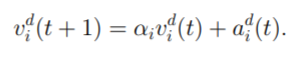 v_i^d(t + 1) = α_i v_i^d(t) + a_i^d(t).